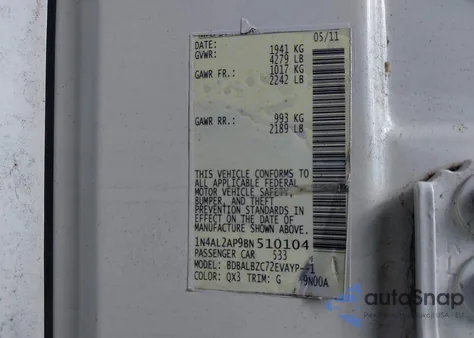 DATE: 05/11
GVWR: 1941 KG
4279 LB
GAWR FR.: 1017 KG
2242 LB
GAWR RR.: 993 KG
2189 LB
THIS VEHICLE CONFORMS TO
ALL APPLICABLE FEDERAL
MOTOR VEHICLE SAFETY,
BUMPER, AND THEFT
PREVENTION STANDARDS IN
EFFECT ON THE DATE OF
MANUFACTURE SHOWN ABOVE.
1N4AL2AP9BN510104
PASSENGER CAR 533
MODEL: BDBALBZC72EVAYP--1
COLOR: QX3 TRIM: G 9N00A
autoSnap